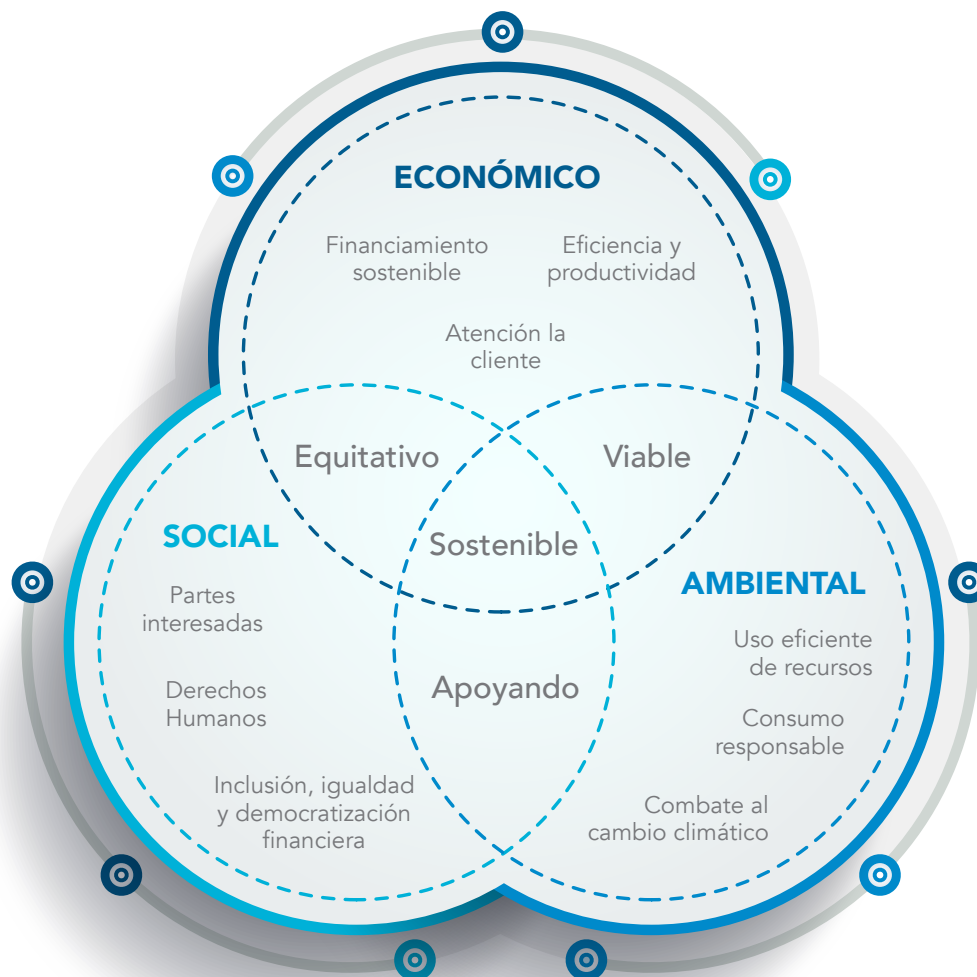 ECONÓMICO
Financiamiento
sostenible
Eficiencia y
productividad
Atención la
cliente
Equitativo
Viable
Sostenible
SOCIAL
Partes
interesadas
Derechos
Humanos
Inclusión, igualdad
y democratización
financiera
Apoyando
AMBIENTAL
Uso eficiente
de recursos
Consumo
responsable
Combate al
cambio climático